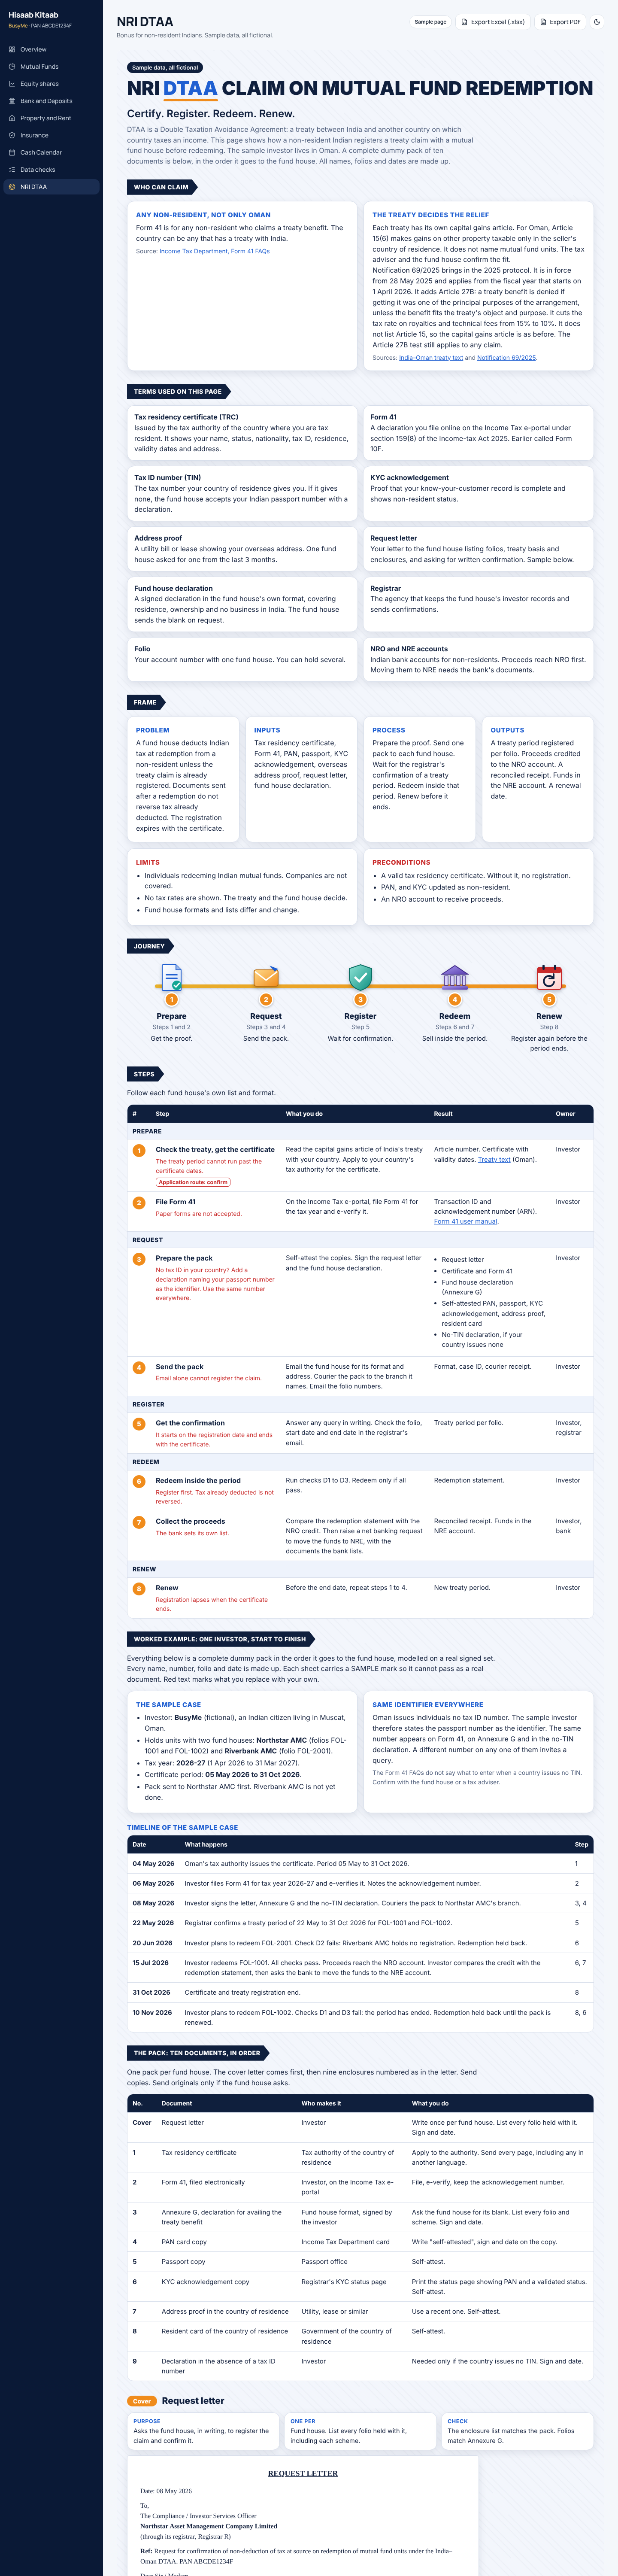 Hisaab Kitaab
BusyMe · PAN ABCDE1234F
Overview
Mutual Funds
Equity shares
Bank and Deposits
Property and Rent
Insurance
Cash Calendar
Data checks
NRI DTAA
NRI DTAA
Bonus for non-resident Indians. Sample data, all fictional.
Sample page
Export Excel (.xlsx)
Export PDF
Sample data, all fictional
NRI DTAA CLAIM ON MUTUAL FUND REDEMPTION
Certify. Register. Redeem. Renew.
DTAA is a Double Taxation Avoidance Agreement: a treaty between India and another country on which
country taxes an income. This page shows how a non-resident Indian registers a treaty claim with a mutual
fund house before redeeming. The sample investor lives in Oman. A complete dummy pack of ten
documents is below, in the order it goes to the fund house. All names, folios and dates are made up.
WHO CAN CLAIM
ANY NON-RESIDENT, NOT ONLY OMAN
Form 41 is for any non-resident who claims a treaty benefit. The
country can be any that has a treaty with India.
Source: Income Tax Department, Form 41 FAQs
THE TREATY DECIDES THE RELIEF
Each treaty has its own capital gains article. For Oman, Article
15(6) makes gains on other property taxable only in the seller's
country of residence. It does not name mutual fund units. The tax
adviser and the fund house confirm the fit.
Notification 69/2025 brings in the 2025 protocol. It is in force
from 28 May 2025 and applies from the fiscal year that starts on
1 April 2026. It adds Article 27B: a treaty benefit is denied if
getting it was one of the principal purposes of the arrangement,
unless the benefit fits the treaty's object and purpose. It cuts the
tax rate on royalties and technical fees from 15% to 10%. It does
not list Article 15, so the capital gains article is as before. The
Article 27B test still applies to any claim.
Sources: India-Oman treaty text and Notification 69/2025.
TERMS USED ON THIS PAGE
Tax residency certificate (TRC)
Issued by the tax authority of the country where you are tax
resident. It shows your name, status, nationality, tax ID, residence,
validity dates and address.
Form 41
A declaration you file online on the Income Tax e-portal under
section 159(8) of the Income-tax Act 2025. Earlier called Form
10F.
Tax ID number (TIN)
The tax number your country of residence gives you. If it gives
none, the fund house accepts your Indian passport number with a
declaration.
KYC acknowledgement
Proof that your know-your-customer record is complete and
shows non-resident status.
Address proof
A utility bill or lease showing your overseas address. One fund
house asked for one from the last 3 months.
Request letter
Your letter to the fund house listing folios, treaty basis and
enclosures, and asking for written confirmation. Sample below.
Fund house declaration
A signed declaration in the fund house's own format, covering
residence, ownership and no business in India. The fund house
sends the blank on request.
Registrar
The agency that keeps the fund house's investor records and
sends confirmations.
Folio
Your account number with one fund house. You can hold several.
NRO and NRE accounts
Indian bank accounts for non-residents. Proceeds reach NRO first.
Moving them to NRE needs the bank's documents.
FRAME
PROBLEM
A fund house deducts Indian
tax at redemption from a
non-resident unless the
treaty claim is already
registered. Documents sent
after a redemption do not
reverse tax already
deducted. The registration
expires with the certificate.
INPUTS
Tax residency certificate,
Form 41, PAN, passport, KYC
acknowledgement, overseas
address proof, request letter,
fund house declaration.
PROCESS
Prepare the proof. Send one
pack to each fund house.
Wait for the registrar's
confirmation of a treaty
period. Redeem inside that
period. Renew before it
ends.
OUTPUTS
A treaty period registered
per folio. Proceeds credited
to the NRO account. A
reconciled receipt. Funds in
the NRE account. A renewal
date.
LIMITS
• Individuals redeeming Indian mutual funds. Companies are not
covered.
• No tax rates are shown. The treaty and the fund house decide.
• Fund house formats and lists differ and change.
PRECONDITIONS
• A valid tax residency certificate. Without it, no registration.
• PAN, and KYC updated as non-resident.
• An NRO account to receive proceeds.
JOURNEY
1
Prepare
Steps 1 and 2
Get the proof.
2
Request
Steps 3 and 4
Send the pack.
3
Register
Step 5
Wait for confirmation.
4
Redeem
Steps 6 and 7
Sell inside the period.
5
Renew
Step 8
Register again before the
period ends.
STEPS
Follow each fund house's own list and format.
# Step What you do Result Owner
PREPARE
1 Check the treaty, get the certificate
The treaty period cannot run past the
certificate dates.
Application route: confirm
Read the capital gains article of India's treaty
with your country. Apply to your country's
tax authority for the certificate.
Article number. Certificate with
validity dates. Treaty text (Oman).
Investor
2 File Form 41
Paper forms are not accepted.
On the Income Tax e-portal, file Form 41 for
the tax year and e-verify it.
Transaction ID and
acknowledgement number (ARN).
Form 41 user manual.
Investor
REQUEST
3 Prepare the pack
No tax ID in your country? Add a
declaration naming your passport number
as the identifier. Use the same number
everywhere.
Self-attest the copies. Sign the request letter
and the fund house declaration.
• Request letter
• Certificate and Form 41
• Fund house declaration
(Annexure G)
• Self-attested PAN, passport, KYC
acknowledgement, address proof,
resident card
• No-TIN declaration, if your
country issues none
Investor
4 Send the pack
Email alone cannot register the claim.
Email the fund house for its format and
address. Courier the pack to the branch it
names. Email the folio numbers.
Format, case ID, courier receipt.
Investor
REGISTER
5 Get the confirmation
It starts on the registration date and ends
with the certificate.
Answer any query in writing. Check the folio,
start date and end date in the registrar's
email.
Treaty period per folio.
Investor,
registrar
REDEEM
6 Redeem inside the period
Register first. Tax already deducted is not
reversed.
Run checks D1 to D3. Redeem only if all
pass.
Redemption statement.
Investor
7 Collect the proceeds
The bank sets its own list.
Compare the redemption statement with the
NRO credit. Then raise a net banking request
to move the funds to NRE, with the
documents the bank lists.
Reconciled receipt. Funds in the
NRE account.
Investor,
bank
RENEW
8 Renew
Registration lapses when the certificate
ends.
Before the end date, repeat steps 1 to 4.
New treaty period.
Investor
WORKED EXAMPLE: ONE INVESTOR, START TO FINISH
Everything below is a complete dummy pack in the order it goes to the fund house, modelled on a real signed set.
Every name, number, folio and date is made up. Each sheet carries a SAMPLE mark so it cannot pass as a real
document. Red text marks what you replace with your own.
THE SAMPLE CASE
• Investor: BusyMe (fictional), an Indian citizen living in Muscat,
Oman.
• Holds units with two fund houses: Northstar AMC (folios FOL-
1001 and FOL-1002) and Riverbank AMC (folio FOL-2001).
• Tax year: 2026-27 (1 Apr 2026 to 31 Mar 2027).
• Certificate period: 05 May 2026 to 31 Oct 2026.
• Pack sent to Northstar AMC first. Riverbank AMC is not yet
done.
SAME IDENTIFIER EVERYWHERE
Oman issues individuals no tax ID number. The sample investor
therefore states the passport number as the identifier. The same
number appears on Form 41, on Annexure G and in the no-TIN
declaration. A different number on any one of them invites a
query.
The Form 41 FAQs do not say what to enter when a country issues no TIN.
Confirm with the fund house or a tax adviser.
TIMELINE OF THE SAMPLE CASE
Date What happens Step
04 May 2026 Oman's tax authority issues the certificate. Period 05 May to 31 Oct 2026. 1
06 May 2026 Investor files Form 41 for tax year 2026-27 and e-verifies it. Notes the acknowledgement number. 2
08 May 2026 Investor signs the letter, Annexure G and the no-TIN declaration. Couriers the pack to Northstar AMC's branch. 3, 4
22 May 2026 Registrar confirms a treaty period of 22 May to 31 Oct 2026 for FOL-1001 and FOL-1002. 5
20 Jun 2026 Investor plans to redeem FOL-2001. Check D2 fails: Riverbank AMC holds no registration. Redemption held back. 6
15 Jul 2026 Investor redeems FOL-1001. All checks pass. Proceeds reach the NRO account. Investor compares the credit with the
redemption statement, then asks the bank to move the funds to the NRE account. 6, 7
31 Oct 2026 Certificate and treaty registration end. 8
10 Nov 2026 Investor plans to redeem FOL-1002. Checks D1 and D3 fail: the period has ended. Redemption held back until the pack is
renewed. 8, 6
THE PACK: TEN DOCUMENTS, IN ORDER
One pack per fund house. The cover letter comes first, then nine enclosures numbered as in the letter. Send
copies. Send originals only if the fund house asks.
No. Document Who makes it What you do
Cover Request letter Investor Write once per fund house. List every folio held with it.
Sign and date.
1 Tax residency certificate Tax authority of the country of
residence
Apply to the authority. Send every page, including any in
another language.
2 Form 41, filed electronically Investor, on the Income Tax e-
portal
File, e-verify, keep the acknowledgement number.
3 Annexure G, declaration for availing the
treaty benefit
Fund house format, signed by
the investor
Ask the fund house for its blank. List every folio and
scheme. Sign and date.
4 PAN card copy Income Tax Department card Write "self-attested", sign and date on the copy.
5 Passport copy Passport office Self-attest.
6 KYC acknowledgement copy Registrar's KYC status page Print the status page showing PAN and a validated status.
Self-attest.
7 Address proof in the country of residence Utility, lease or similar Use a recent one. Self-attest.
8 Resident card of the country of residence Government of the country of
residence
Self-attest.
9 Declaration in the absence of a tax ID
number
Investor Needed only if the country issues no TIN. Sign and date.
Cover Request letter
PURPOSE
Asks the fund house, in writing, to register the
claim and confirm it.
ONE PER
Fund house. List every folio held with it,
including each scheme.
CHECK
The enclosure list matches the pack. Folios
match Annexure G.
REQUEST LETTER
Date: 08 May 2026
To,
The Compliance / Investor Services Officer
Northstar Asset Management Company Limited
(through its registrar, Registrar R)
Ref: Request for confirmation of non-deduction of tax at source on redemption of mutual fund units under the India–
Oman DTAA. PAN ABCDE1234F